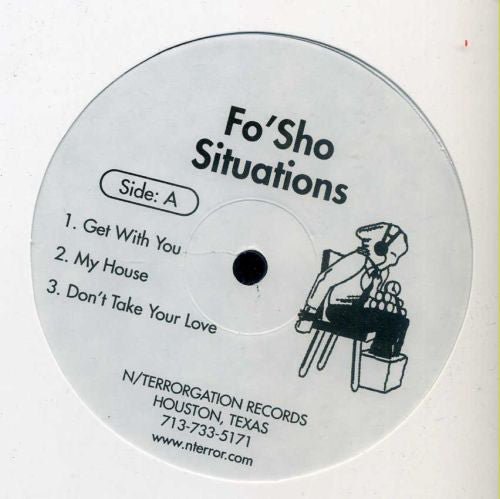 Fo'Sho
Situations
Side: A
1. Get With You
2. My House
3. Don't Take Your Love
N/TERRORGATION RECORDS
HOUSTON, TEXAS
713-733-5171
www.nterror.com